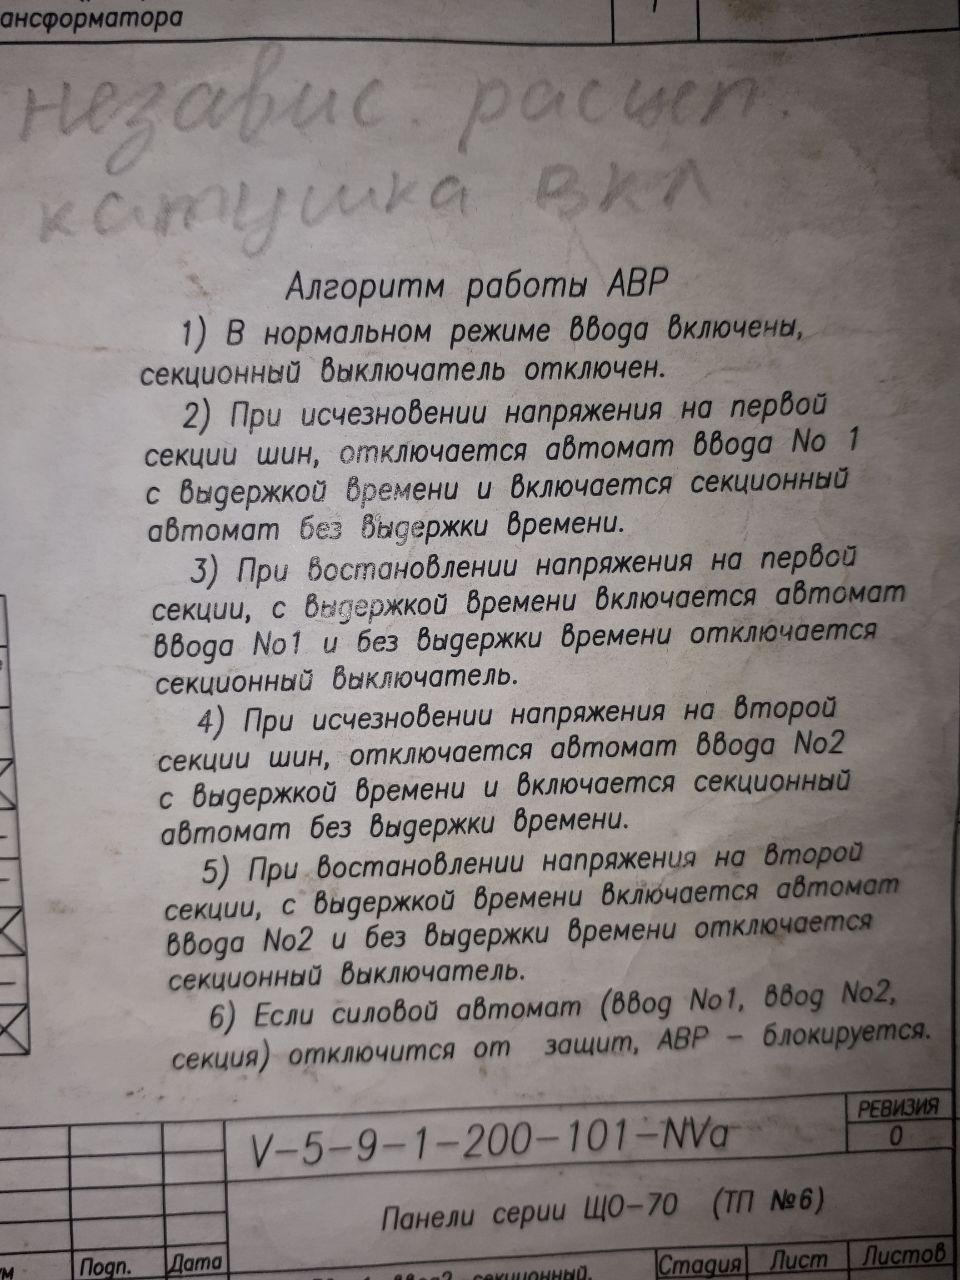 ансформатора
независ. расцеп.
катушка вкл
Алгоритм работы АВР
1) В нормальном режиме ввода включены,
секционный выключатель отключен.
2) При исчезновении напряжения на первой
секции шин, отключается автомат ввода No 1
с выдержкой времени и включается секционный
автомат без выдержки времени.
3) При востановлении напряжения на первой
секции, с выдержкой времени включается автомат
ввода No1 и без выдержки времени отключается
секционный выключатель.
4) При исчезновении напряжения на второй
секции шин, отключается автомат ввода No2
с выдержкой времени и включается секционный
автомат без выдержки времени.
5) При востановлении напряжения на второй
секции, с выдержкой времени включается автомат
ввода No2 и без выдержки времени отключается
секционный выключатель.
6) Если силовой автомат (ввод No1, ввод No2,
секция) отключится от защит, АВР – блокируется.
V-5-9-1-200-101-NVa
РЕВИЗИЯ
0
Панели серии ЩО-70 (ТП №6)
Подп. Дата
Стадия Лист Листов
секционный.